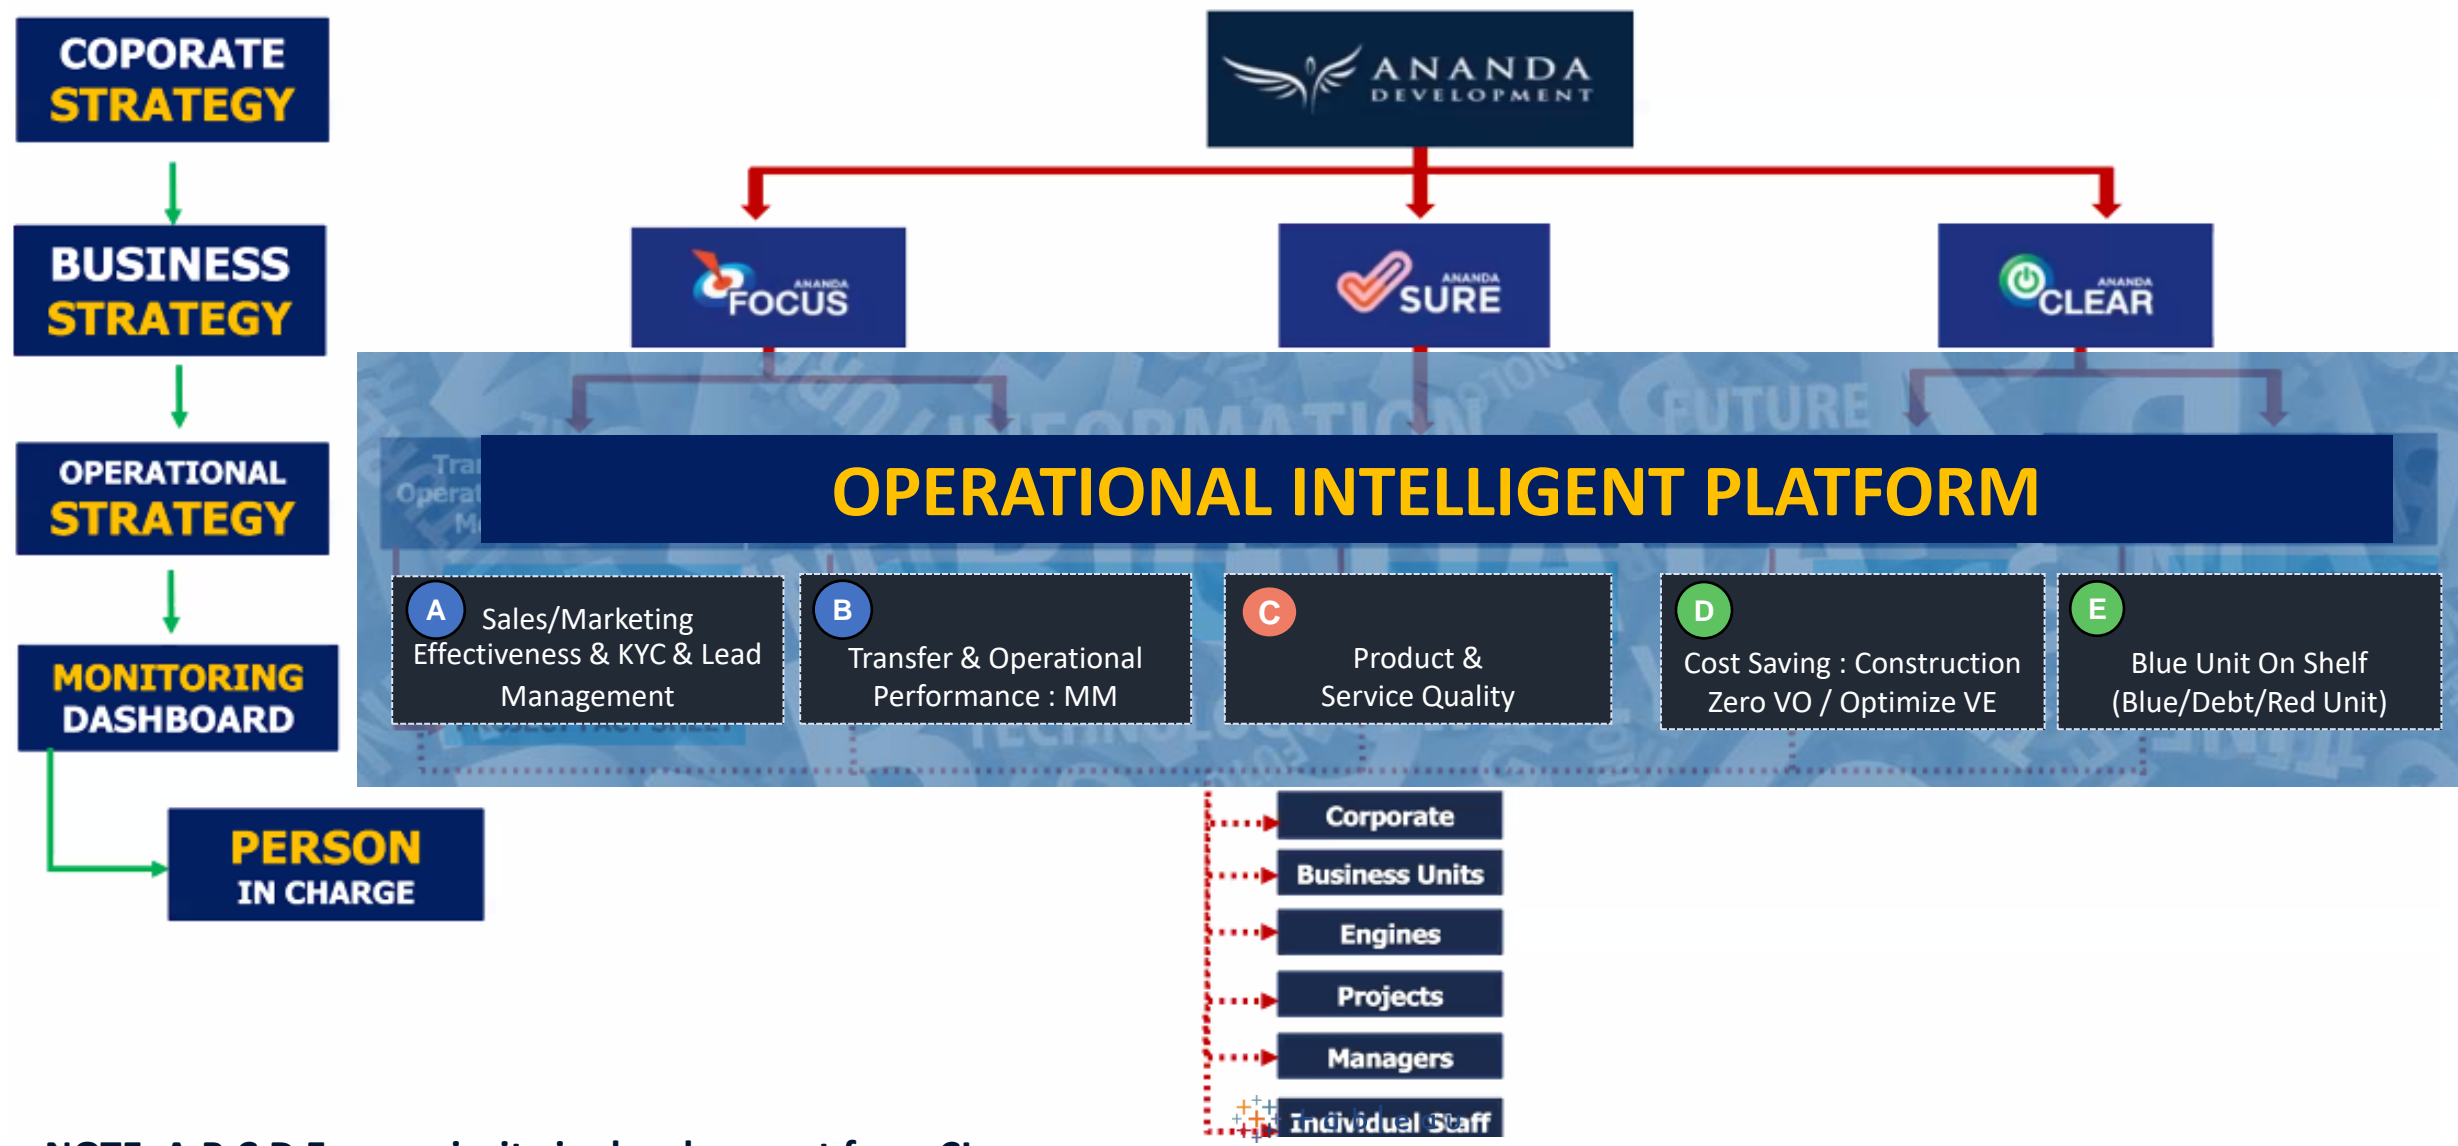 COPORATE
STRATEGY
ANANDA
DEVELOPMENT
BUSINESS
STRATEGY
ANANDA
FOCUS
ANANDA
SURE
ANANDA
CLEAR
INFORMATION
FUTURE
OPERATIONAL
STRATEGY
OPERATIONAL INTELLIGENT PLATFORM
MONITORING
DASHBOARD
A
Sales/Marketing
Effectiveness & KYC & Lead
Management
B
Transfer & Operational
Performance : MM
C
Product &
Service Quality
D
Cost Saving : Construction
Zero VO / Optimize VE
E
Blue Unit On Shelf
(Blue/Debt/Red Unit)
PERSON
IN CHARGE
Corporate
Business Units
Engines
Projects
Managers
Individual Staff